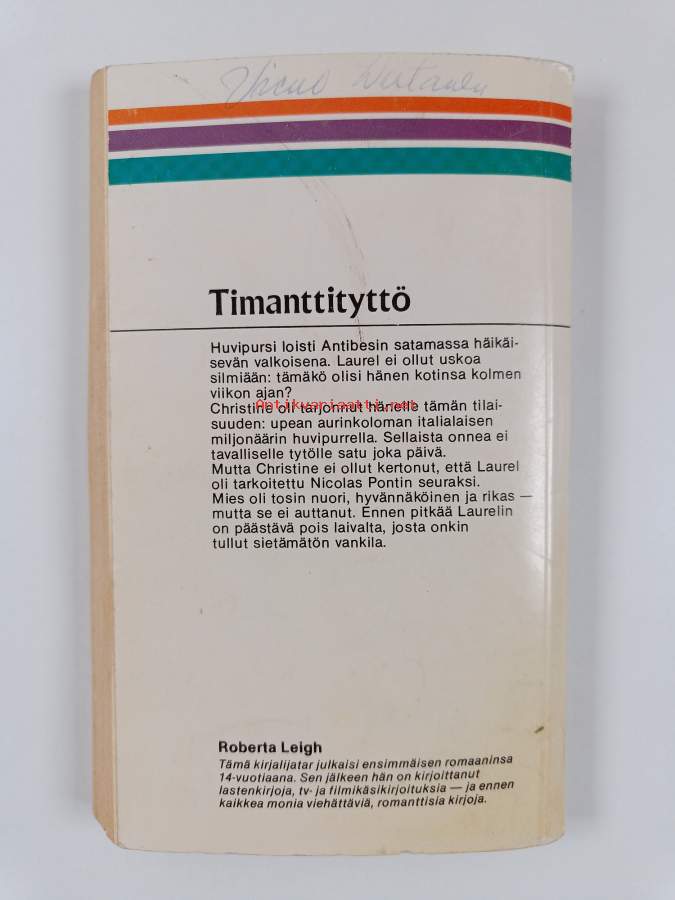 Timanttityttö
Huvipursi loisti Antibesin satamassa häikäi-
sevän valkoisena. Laurel ei ollut uskoa
silmiään: tämäkö olisi hänen kotinsa kolmen
viikon ajan?
Antikvariaatti.net
Christine oli tarjonnut hänelle tämän tilai-
suuden: upean aurinkoloman italialaisen
miljonäärin huvipurrella. Sellaista onnea ei
tavalliselle tytölle satu joka päivä.
Mutta Christine ei ollut kertonut, että Laurel
oli tarkoitettu Nicolas Pontin seuraksi.
Mies oli tosin nuori, hyvännäköinen ja rikas —
mutta se ei auttanut. Ennen pitkää Laurelin
on päästävä pois laivalta, josta onkin
tullut sietämätön vankila.
Roberta Leigh
Tämä kirjalijatar julkaisi ensimmäisen romaaninsa
14-vuotiaana. Sen jälkeen hän on kirjoittanut
lastenkirjoja, tv- ja filmikäsikirjoituksia — ja ennen
kaikkea monia viehättäviä, romanttisia kirjoja.